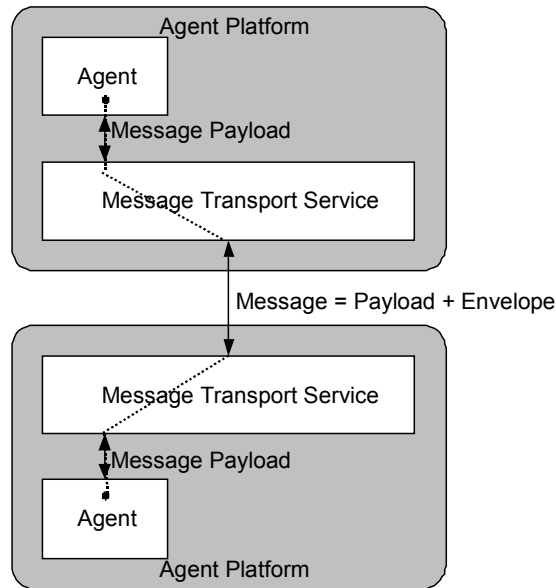 Agent Platform
Agent
Message Payload
Message Transport Service
Message = Payload + Envelope
Message Transport Service
Message Payload
Agent
Agent Platform